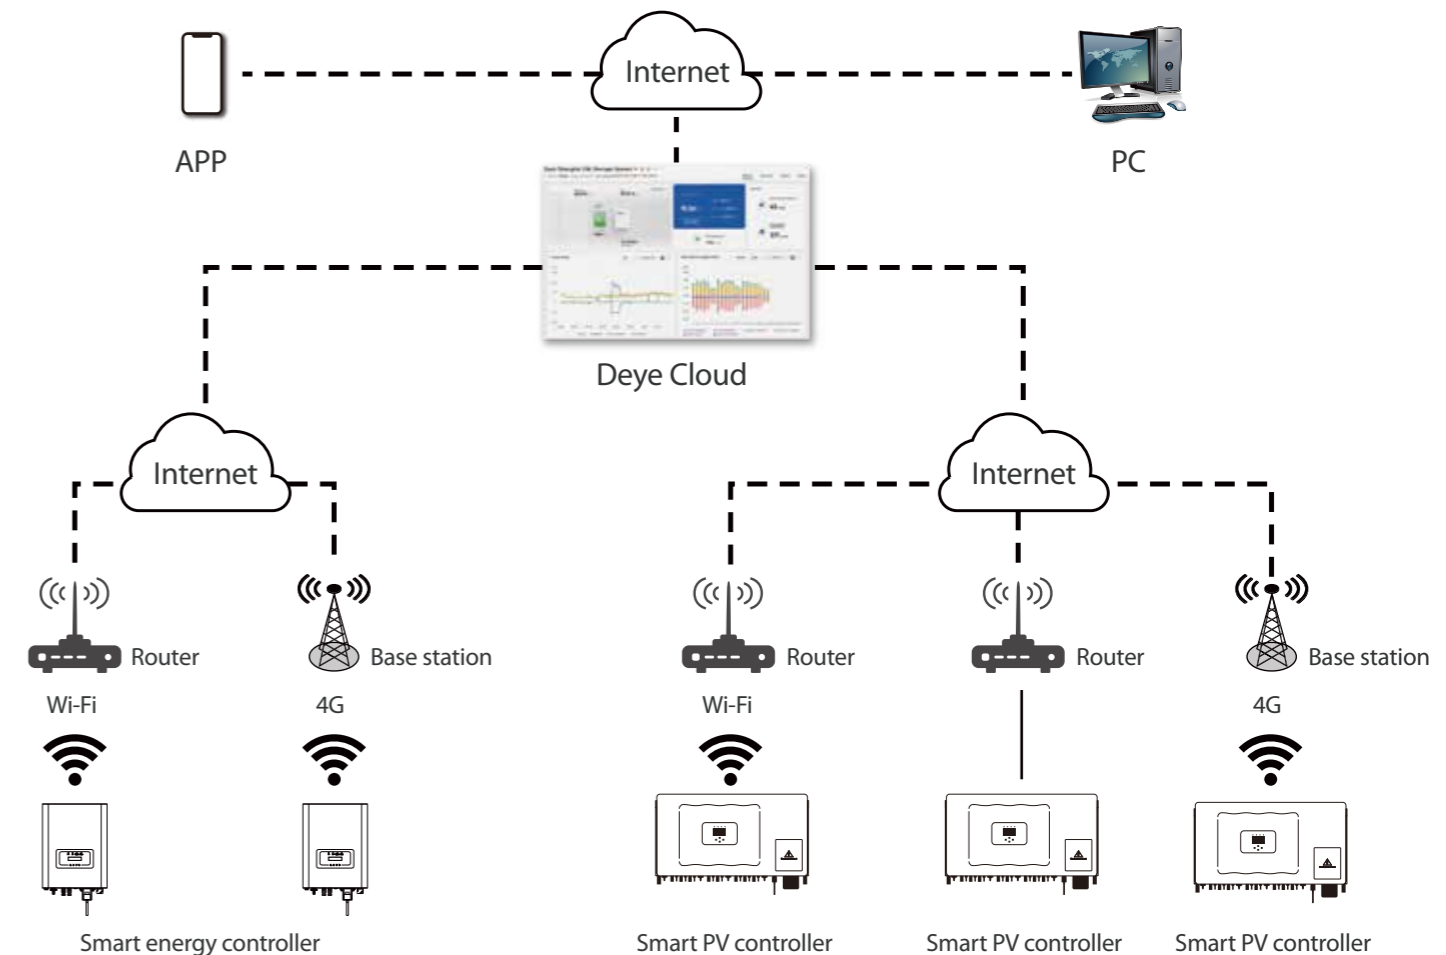 Internet
APP
PC
Deye Cloud
Internet
Internet
Router
Base station
Router
Router
Base station
Wi-Fi
4G
Wi-Fi
4G
Smart energy controller
Smart PV controller
Smart PV controller
Smart PV controller